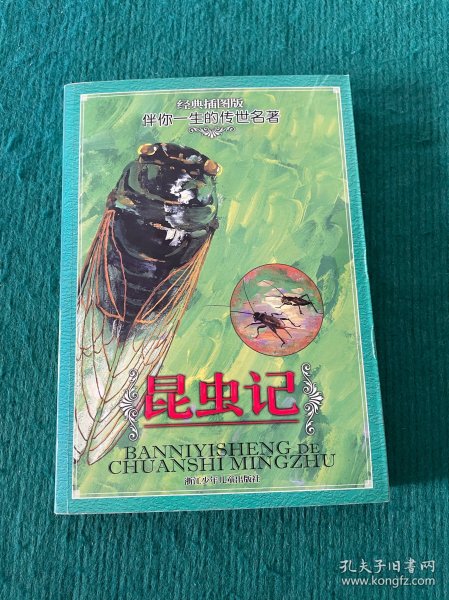 经典插图版
伴你一生的传世名著
昆虫记
BANNIYISHENG DE
CHUANSHI MINGZHU
浙江少年儿童出版社
孔夫子旧书网
www.kongfz.com